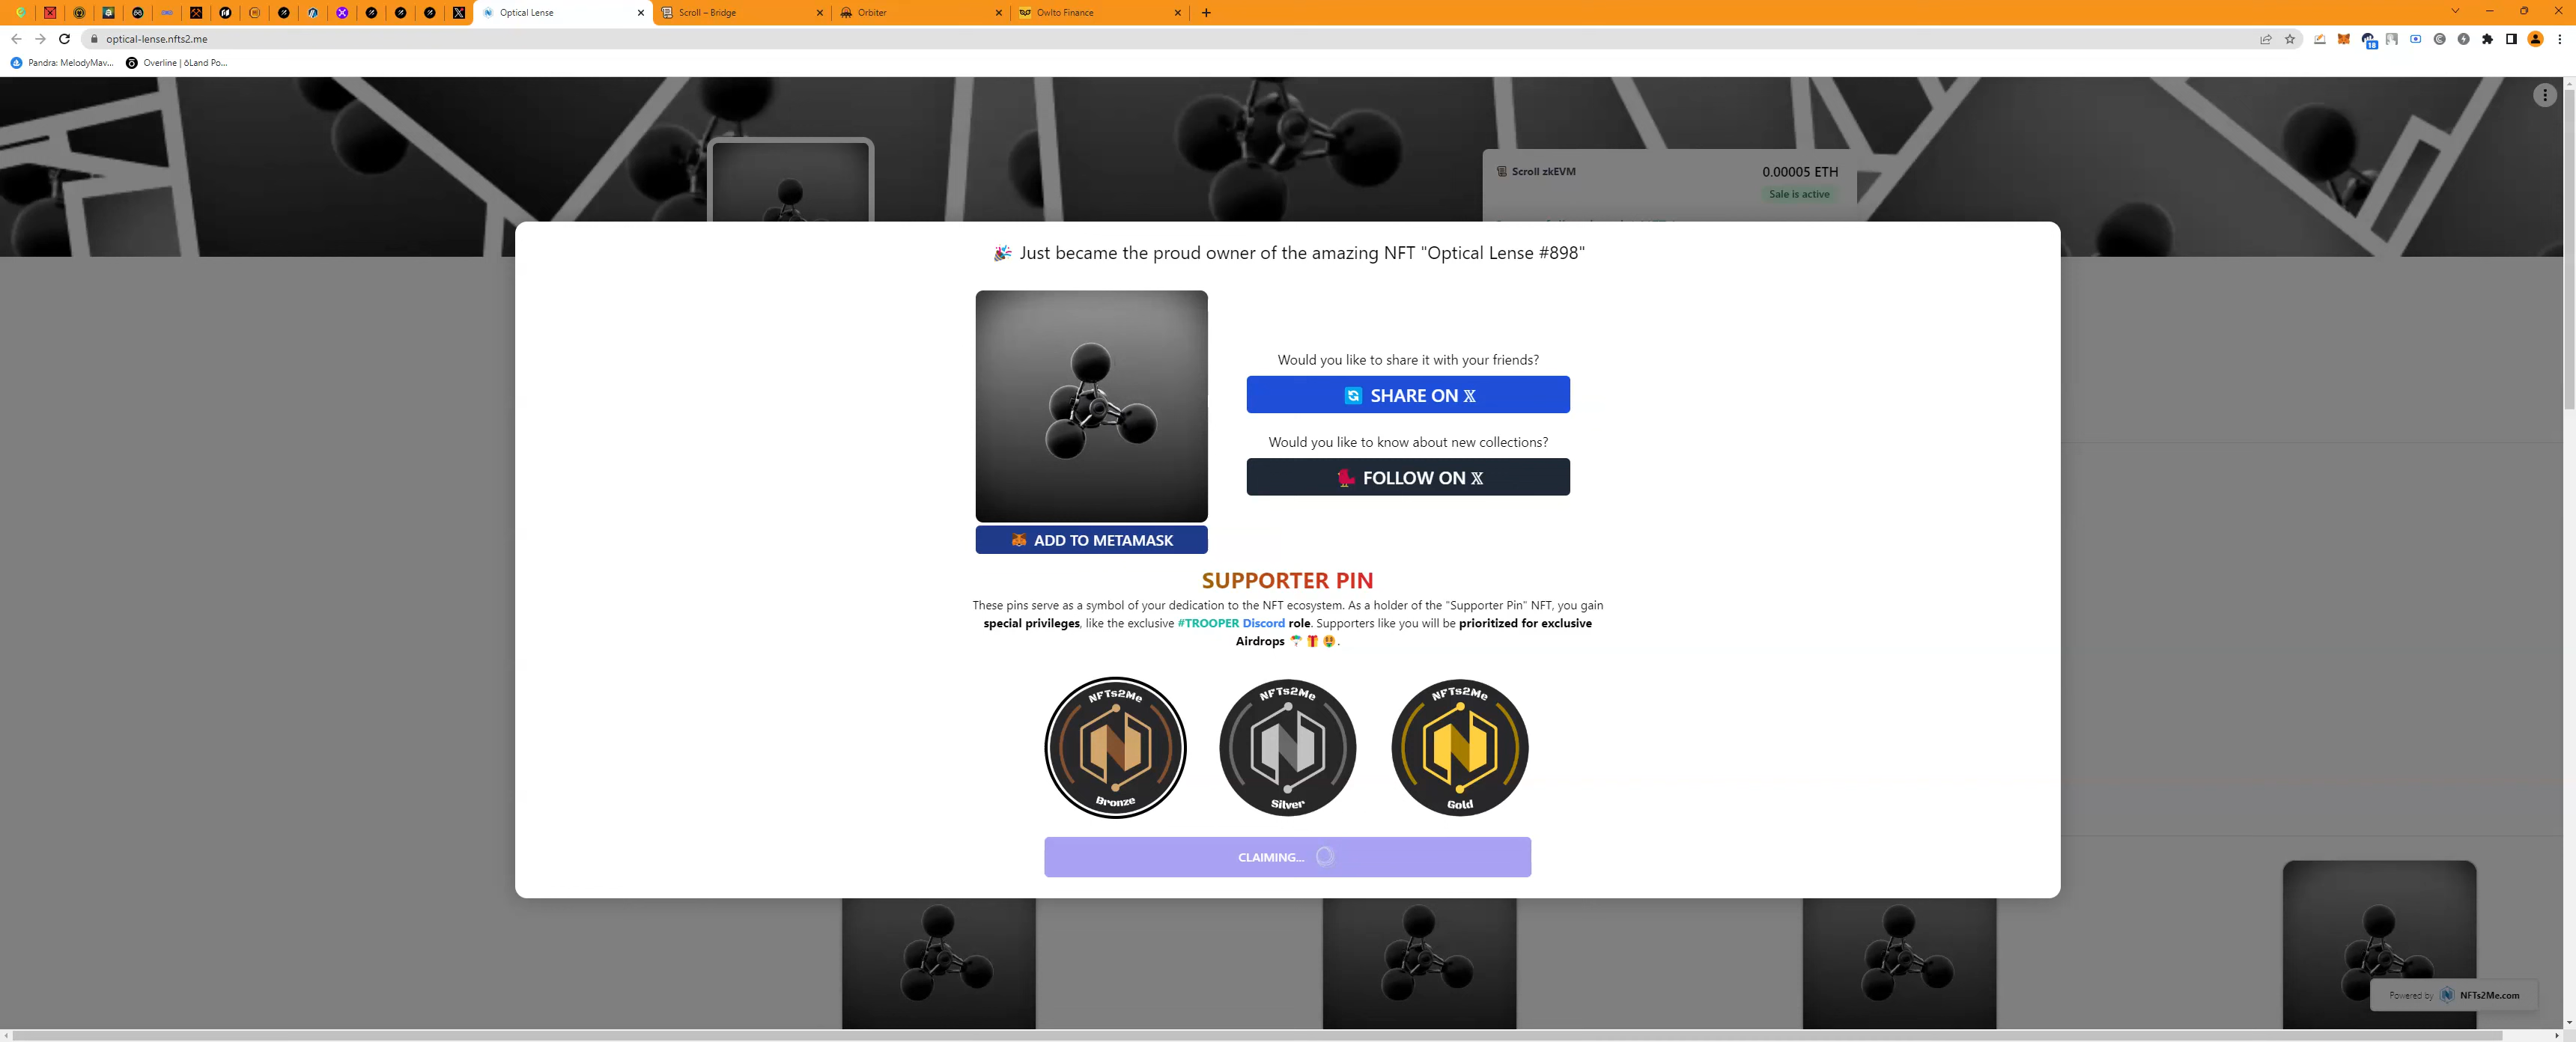 Optical Lense
Scroll – Bridge
Orbiter
Owlto Finance
optical-lense.nfts2.me
18
Pandra: MelodyMav...
Overline | ōLand Po...
Scroll zkEVM
0.00005 ETH
Sale is active
🎉 Just became the proud owner of the amazing NFT "Optical Lense #898"
Would you like to share it with your friends?
SHARE ON 𝕏
Would you like to know about new collections?
FOLLOW ON 𝕏
ADD TO METAMASK
SUPPORTER PIN
These pins serve as a symbol of your dedication to the NFT ecosystem. As a holder of the "Supporter Pin" NFT, you gain
special privileges, like the exclusive #TROOPER Discord role. Supporters like you will be prioritized for exclusive
Airdrops 🪂 🎁 🤑.
NFTs2Me
Bronze
NFTs2Me
Silver
NFTs2Me
Gold
CLAIMING...
Powered by NFTs2Me.com